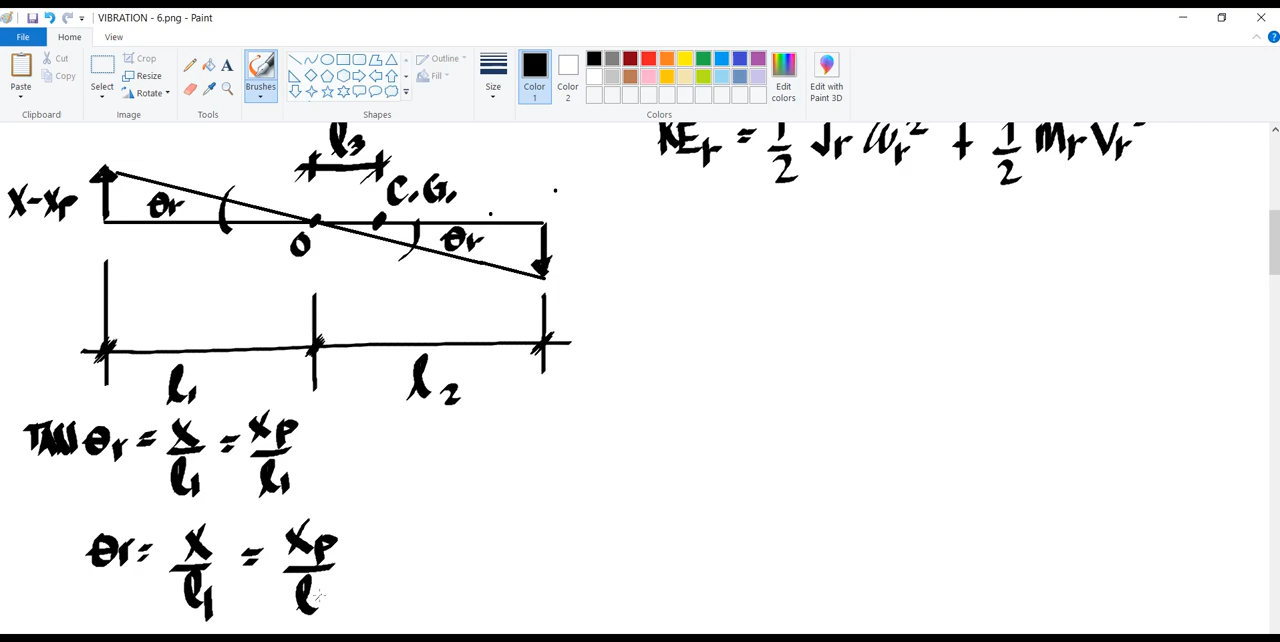 VIBRATION - 6.png - Paint
File Home View
Paste Cut Copy Clipboard
Select Crop Resize Rotate Image
Tools
Brushes
Shapes Outline Fill
Size
Color 1 Color 2 Edit colors Colors
Edit with Paint 3D
KEr = 1/2 Jr ωr² + 1/2 mr Vr²
l3
C.G.
x-xp θr
O θr
l1 l2
TAN θr = x/l1 = xp/l1
θr = x/l1 = xp/l